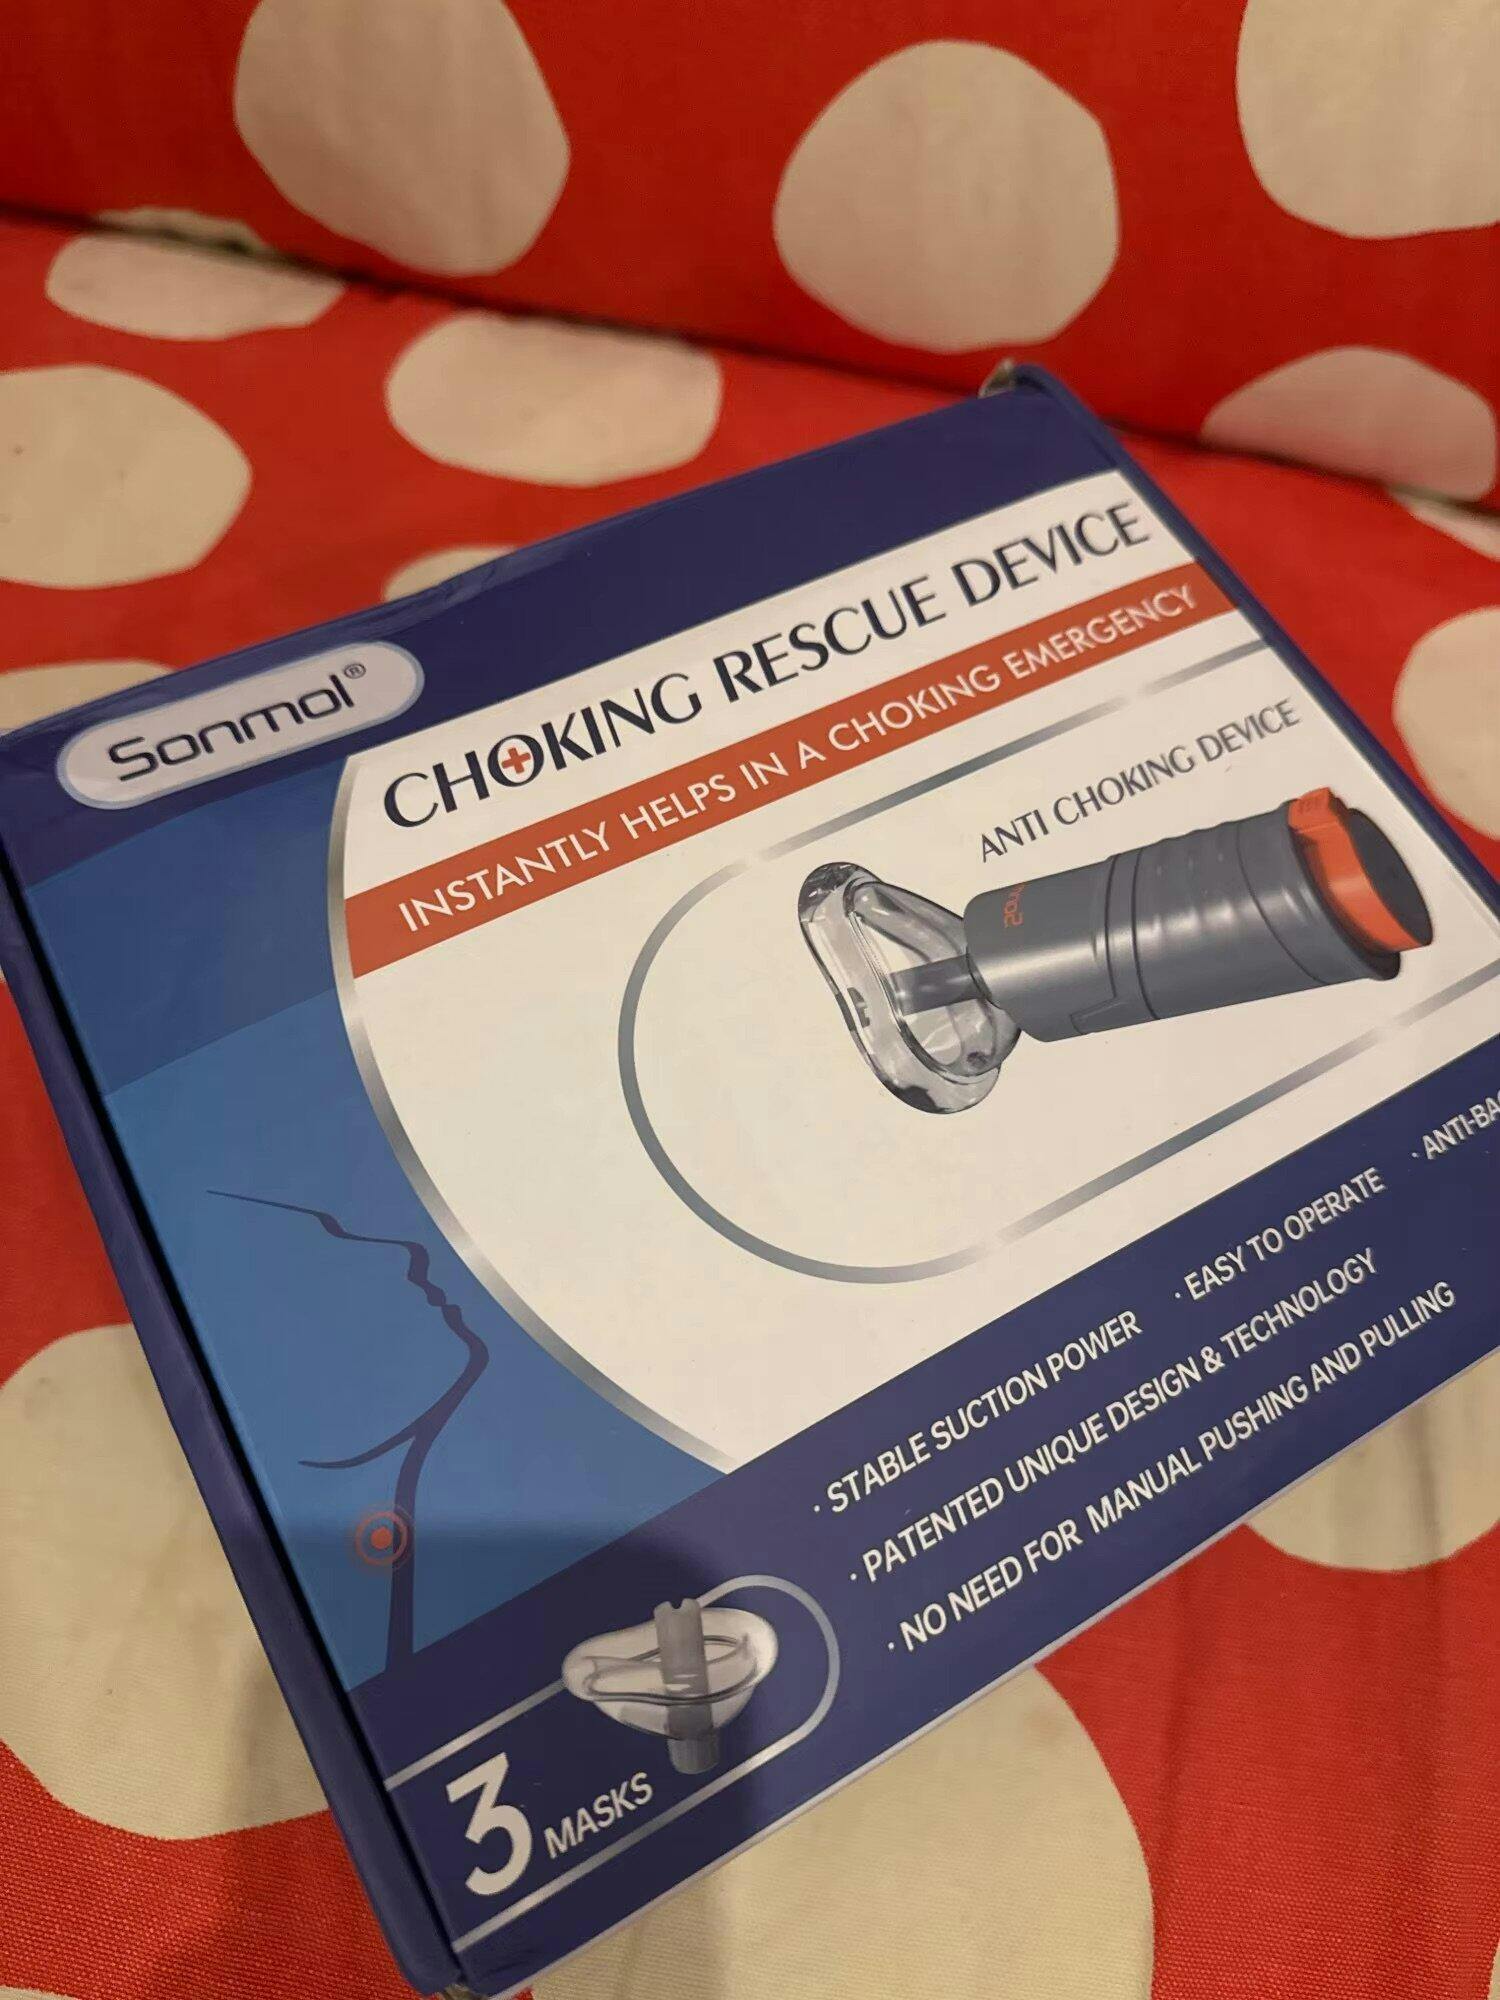 Sonmol®
CHOKING RESCUE DEVICE
INSTANTLY HELPS IN A CHOKING EMERGENCY
ANTI CHOKING DEVICE
· STABLE SUCTION POWER · EASY TO OPERATE
· PATENTED UNIQUE DESIGN & TECHNOLOGY
· NO NEED FOR MANUAL PUSHING AND PULLING
3 MASKS